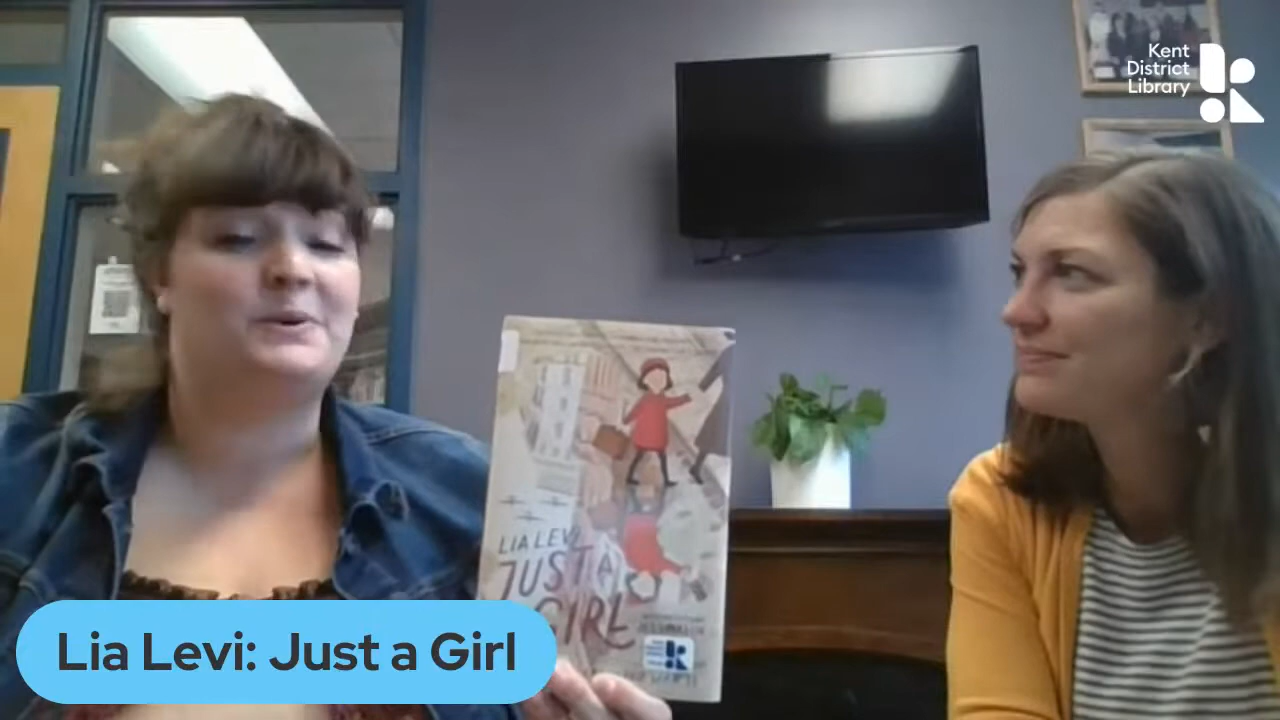 Kent
District
Library
LIA LEVI
JUST A
GIRL
Lia Levi: Just a Girl